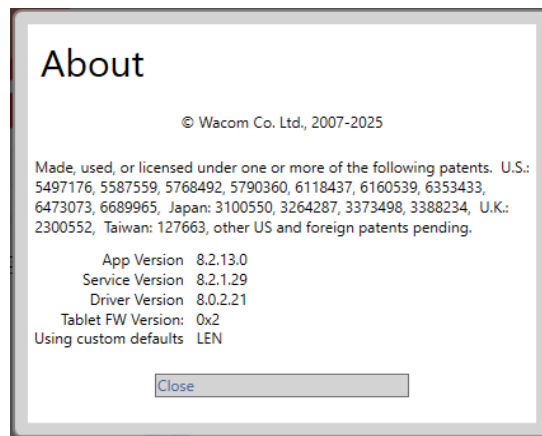 About
© Wacom Co. Ltd., 2007-2025
Made, used, or licensed under one or more of the following patents.  U.S.:
5497176, 5587559, 5768492, 5790360, 6118437, 6160539, 6353433,
6473073, 6689965,  Japan: 3100550, 3264287, 3373498, 3388234,  U.K.:
2300552,  Taiwan: 127663, other US and foreign patents pending.
App Version 8.2.13.0
Service Version 8.2.1.29
Driver Version 8.0.2.21
Tablet FW Version: 0x2
Using custom defaults LEN
Close